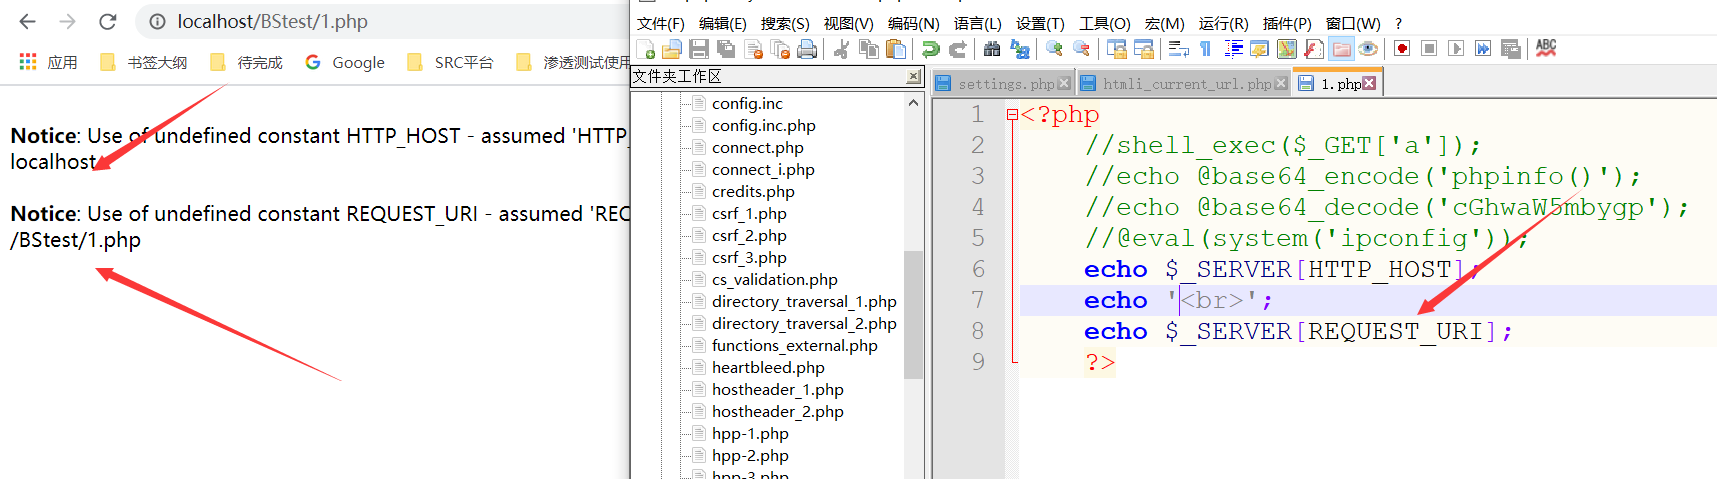 localhost/BStest/1.php
应用 书签大纲 待完成 Google SRC平台 渗透测试使用
Notice: Use of undefined constant HTTP_HOST - assumed 'HTTP_
localhost
Notice: Use of undefined constant REQUEST_URI - assumed 'REQ
/BStest/1.php
文件(F) 编辑(E) 搜索(S) 视图(V) 编码(N) 语言(L) 设置(T) 工具(O) 宏(M) 运行(R) 插件(P) 窗口(W) ?
ABC
文件夹工作区
config.inc
config.inc.php
connect.php
connect_i.php
credits.php
csrf_1.php
csrf_2.php
csrf_3.php
cs_validation.php
directory_traversal_1.php
directory_traversal_2.php
functions_external.php
heartbleed.php
hostheader_1.php
hostheader_2.php
hpp-1.php
hpp-2.php
hpp-3.php
settings.php htmli_current_url.php 1.php
1 <?php
2 //shell_exec($_GET['a']);
3 //echo @base64_encode('phpinfo()');
4 //echo @base64_decode('cGhwaW5mbygp');
5 //@eval(system('ipconfig'));
6 echo $_SERVER[HTTP_HOST];
7 echo '<br>';
8 echo $_SERVER[REQUEST_URI];
9 ?>